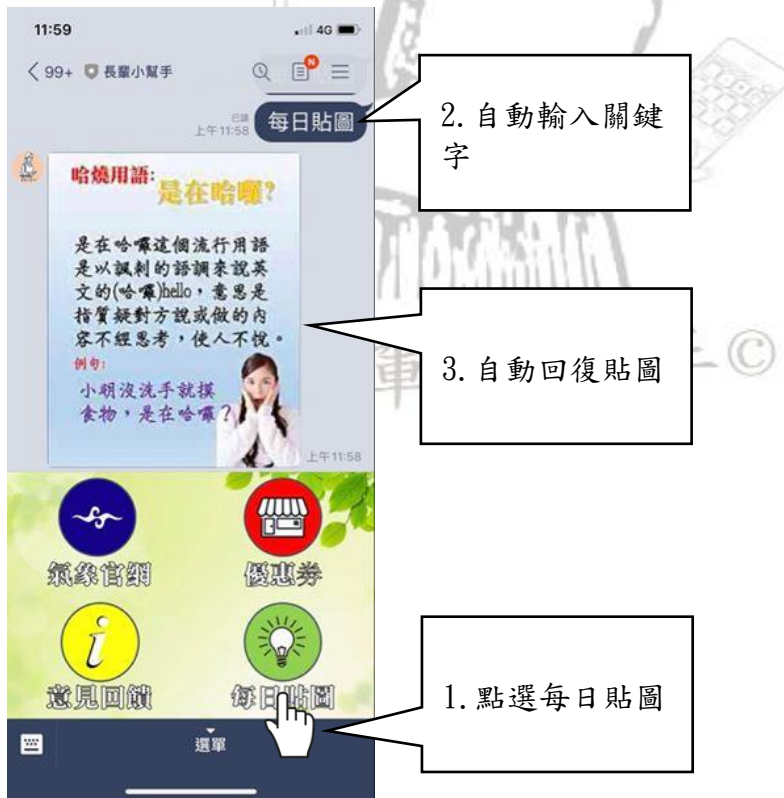 11:59
4G
99+ 長輩小幫手
N
已讀
上午11:58
每日貼圖
哈燒用語:
是在哈囉?
是在哈囉這個流行用語
是以諷刺的語調來說英
文的(哈囉)hello,意思是
指質疑對方說或做的內
容不經思考,使人不悅。
例句:
小明沒洗手就摸
食物,是在哈囉?
上午11:58
氣象官網
優惠券
i
意見回饋
每日貼圖
選單
2.自動輸入關鍵
字
3.自動回復貼圖
©
1.點選每日貼圖